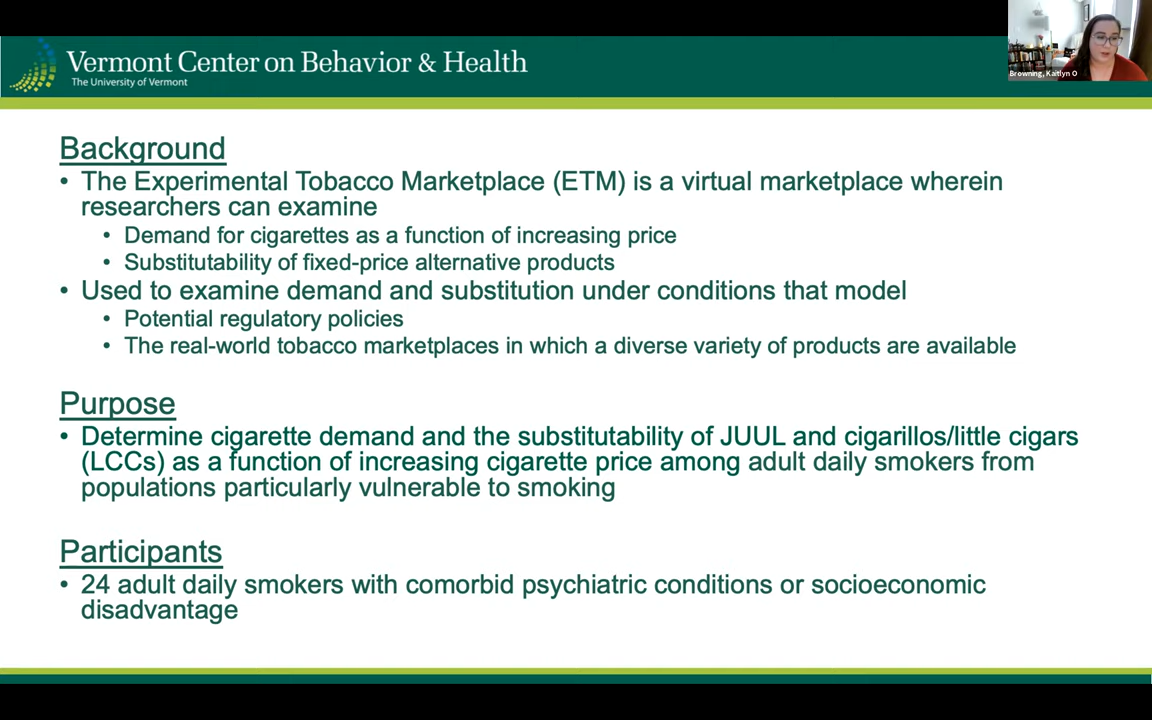 Vermont Center on Behavior & Health
The University of Vermont
Browning, Kaitlyn O
Background
• The Experimental Tobacco Marketplace (ETM) is a virtual marketplace wherein
researchers can examine
• Demand for cigarettes as a function of increasing price
• Substitutability of fixed-price alternative products
• Used to examine demand and substitution under conditions that model
• Potential regulatory policies
• The real-world tobacco marketplaces in which a diverse variety of products are available
Purpose
• Determine cigarette demand and the substitutability of JUUL and cigarillos/little cigars
(LCCs) as a function of increasing cigarette price among adult daily smokers from
populations particularly vulnerable to smoking
Participants
• 24 adult daily smokers with comorbid psychiatric conditions or socioeconomic
disadvantage